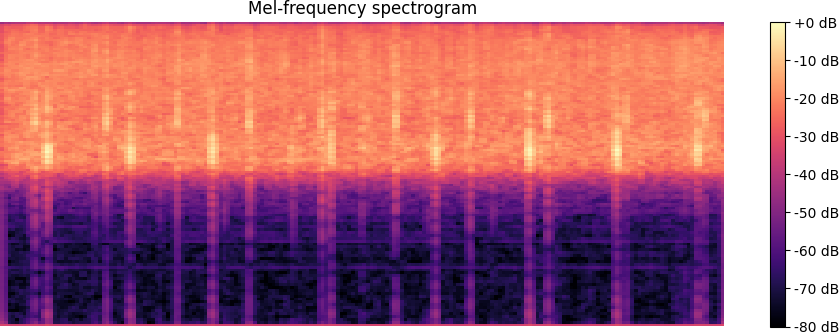 Mel-frequency spectrogram
+0 dB
-10 dB
-20 dB
-30 dB
-40 dB
-50 dB
-60 dB
-70 dB
-80 dB